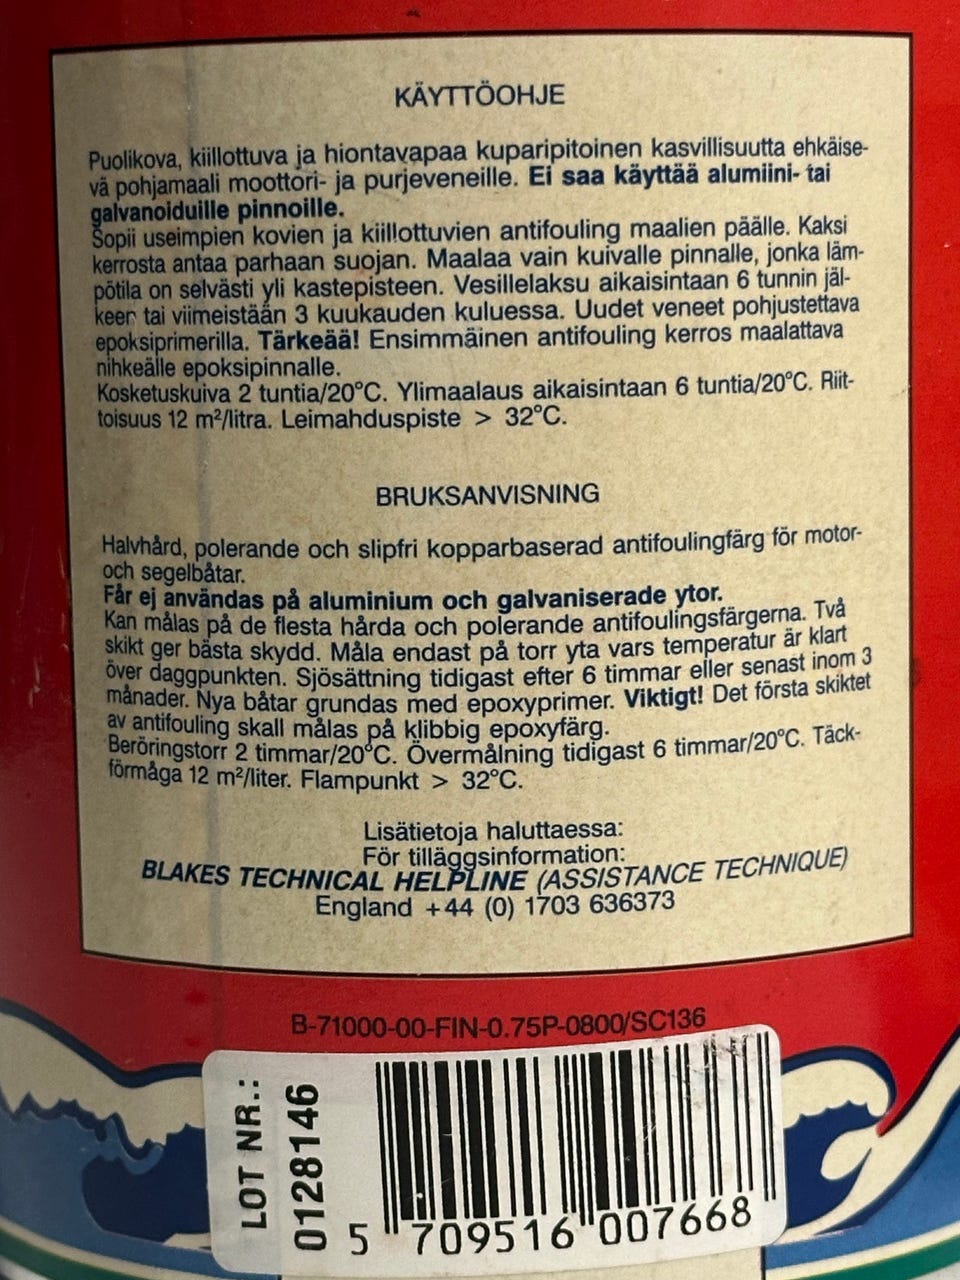 KÄYTTÖOHJE
Puolikova, kiillottuva ja hiontavapaa kuparipitoinen kasvillisuutta ehkäise-
vä pohjamaali moottori- ja purjeveneille. Ei saa käyttää alumiini- tai
galvanoiduille pinnoille.
Sopii useimpien kovien ja kiillottuvien antifouling maalien päälle. Kaksi
kerrosta antaa parhaan suojan. Maalaa vain kuivalle pinnalle, jonka läm-
pötila on selvästi yli kastepisteen. Vesillelaksu aikaisintaan 6 tunnin jäl-
keen tai viimeistään 3 kuukauden kuluessa. Uudet veneet pohjustettava
epoksiprimerilla. Tärkeää! Ensimmäinen antifouling kerros maalattava
nihkeälle epoksipinnalle.
Kosketuskuiva 2 tuntia/20°C. Ylimaalaus aikaisintaan 6 tuntia/20°C. Riit-
toisuus 12 m²/litra. Leimahduspiste > 32°C.
BRUKSANVISNING
Halvhård, polerande och slipfri kopparbaserad antifoulingfärg för motor-
och segelbåtar.
Får ej användas på aluminium och galvaniserade ytor.
Kan målas på de flesta hårda och polerande antifoulingsfärgerna. Två
skikt ger bästa skydd. Måla endast på torr yta vars temperatur är klart
över daggpunkten. Sjösättning tidigast efter 6 timmar eller senast inom 3
månader. Nya båtar grundas med epoxyprimer. Viktigt! Det första skiktet
av antifouling skall målas på klibbig epoxyfärg.
Beröringstorr 2 timmar/20°C. Övermålning tidigast 6 timmar/20°C. Täck-
förmåga 12 m²/liter. Flampunkt > 32°C.
Lisätietoja haluttaessa:
För tilläggsinformation:
BLAKES TECHNICAL HELPLINE (ASSISTANCE TECHNIQUE)
England +44 (0) 1703 636373
B-71000-00-FIN-0.75P-0800/SC136
LOT NR.:
0128146
5 709516 007668